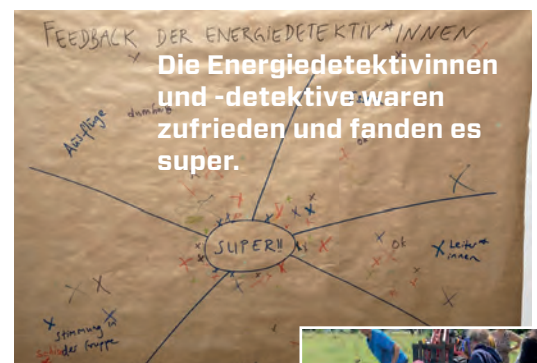 FEEDBACK DER ENERGIEDETEKTIV*INNEN
Die Energiedetektivinnen
und -detektive waren
zufrieden und fanden es
super.
Ausflüge
SUPER!!
ok
ok
Leiter*
innen
Stimmung in
der Gruppe